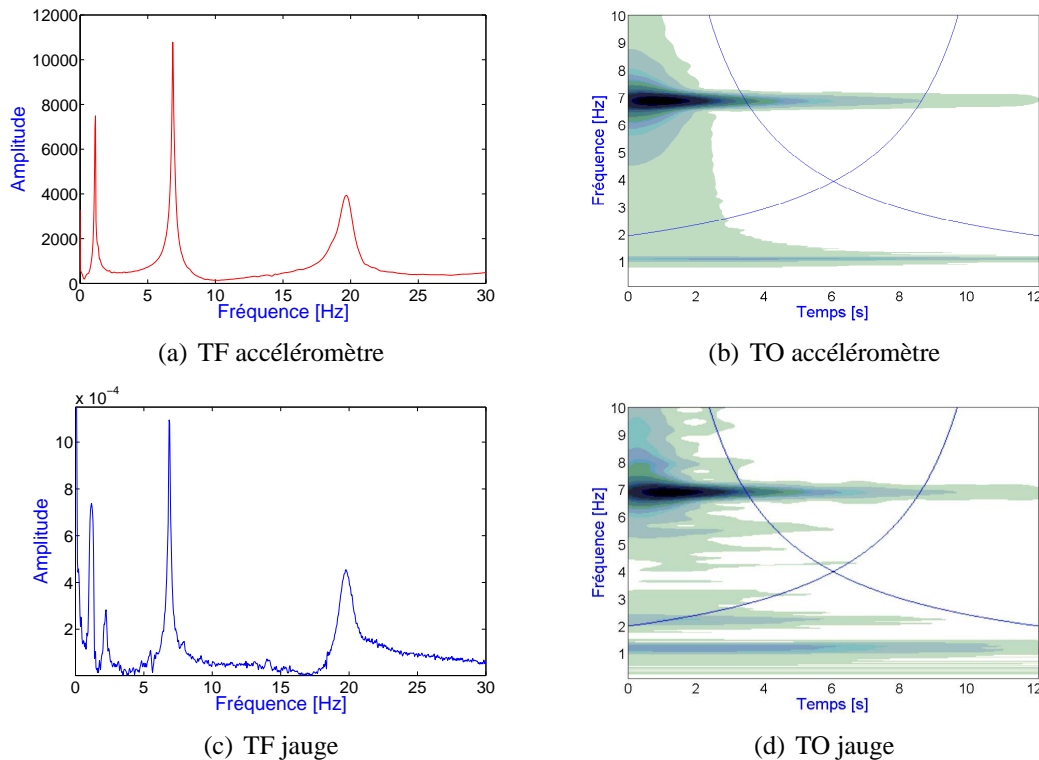 12000
10000
8000
6000
4000
2000
0
Amplitude
0 5 10 15 20 25 30
Fréquence [Hz]
(a) TF accéléromètre
10
9
8
7
6
5
4
3
2
1
Fréquence [Hz]
0 2 4 6 8 10 12
Temps [s]
(b) TO accéléromètre
x 10⁻⁴
10
8
6
4
2
Amplitude
0 5 10 15 20 25 30
Fréquence [Hz]
(c) TF jauge
10
9
8
7
6
5
4
3
2
1
Fréquence [Hz]
0 2 4 6 8 10 12
Temps [s]
(d) TO jauge